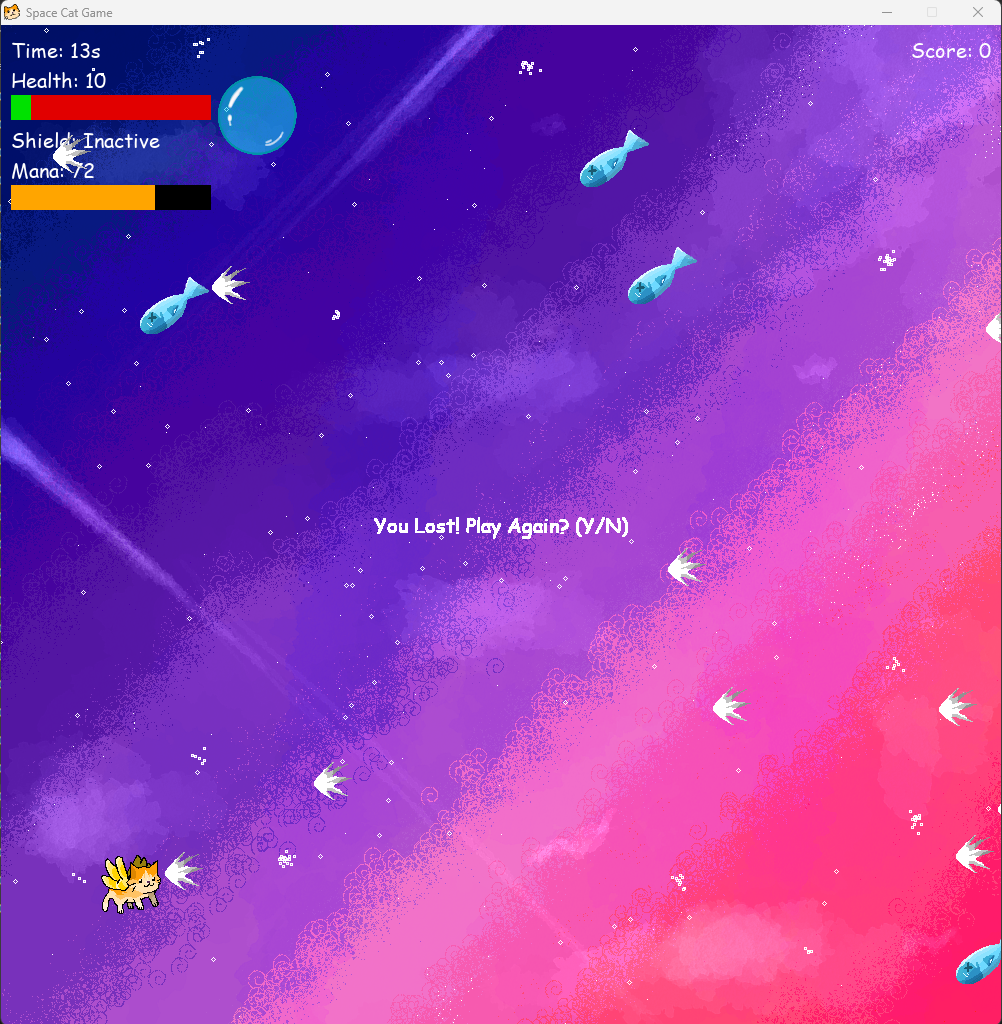 Space Cat Game
Time: 13s
Score: 0
Health: 10
Shield: Inactive
Mana: 72
You Lost! Play Again? (Y/N)